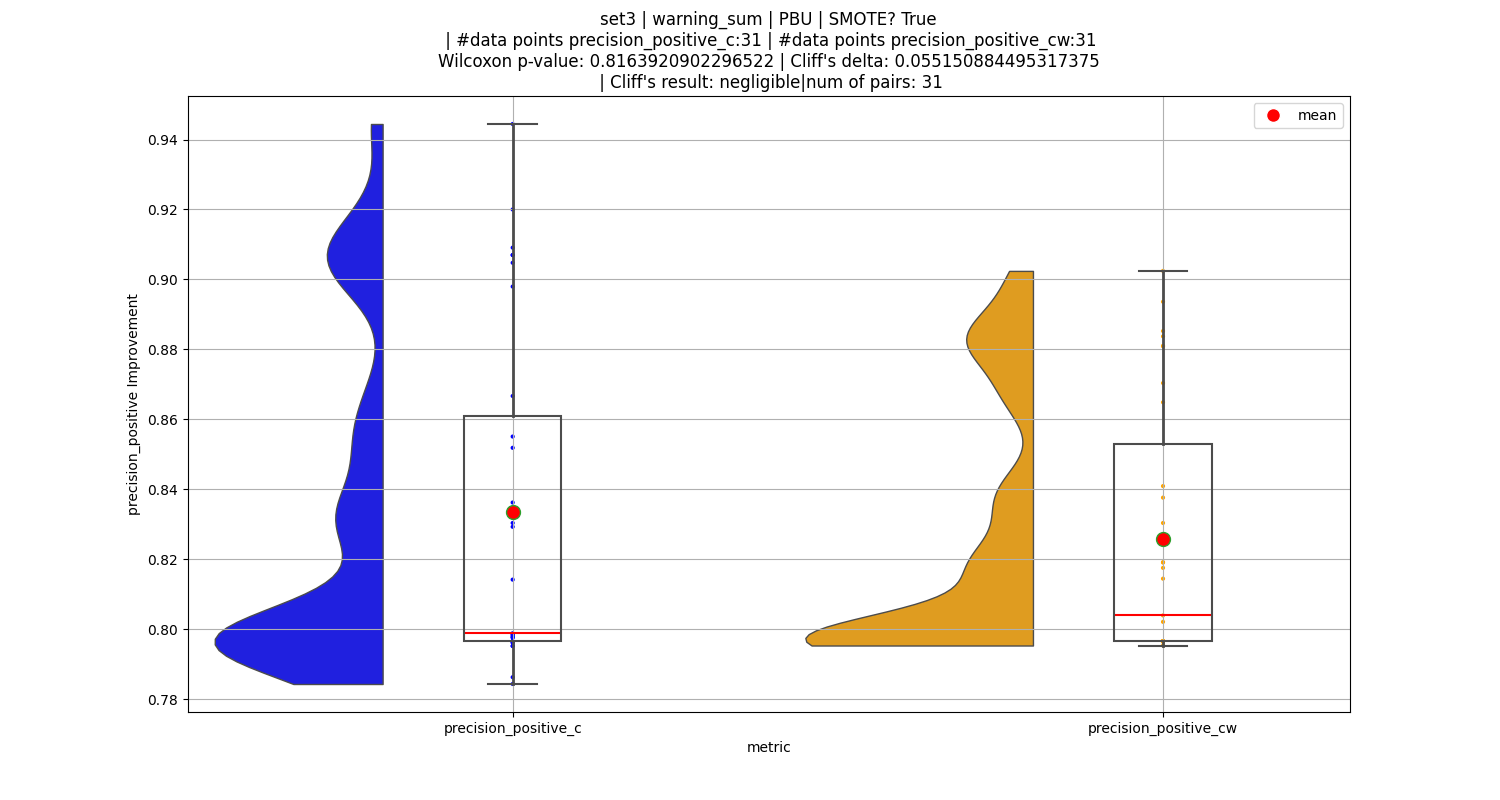 set3 | warning_sum | PBU | SMOTE? True
| #data points precision_positive_c:31 | #data points precision_positive_cw:31
Wilcoxon p-value: 0.8163920902296522 | Cliff's delta: 0.055150884495317375
| Cliff's result: negligible|num of pairs: 31
mean
0.94
0.92
0.90
0.88
0.86
0.84
0.82
0.80
0.78
precision_positive Improvement
precision_positive_c
precision_positive_cw
metric